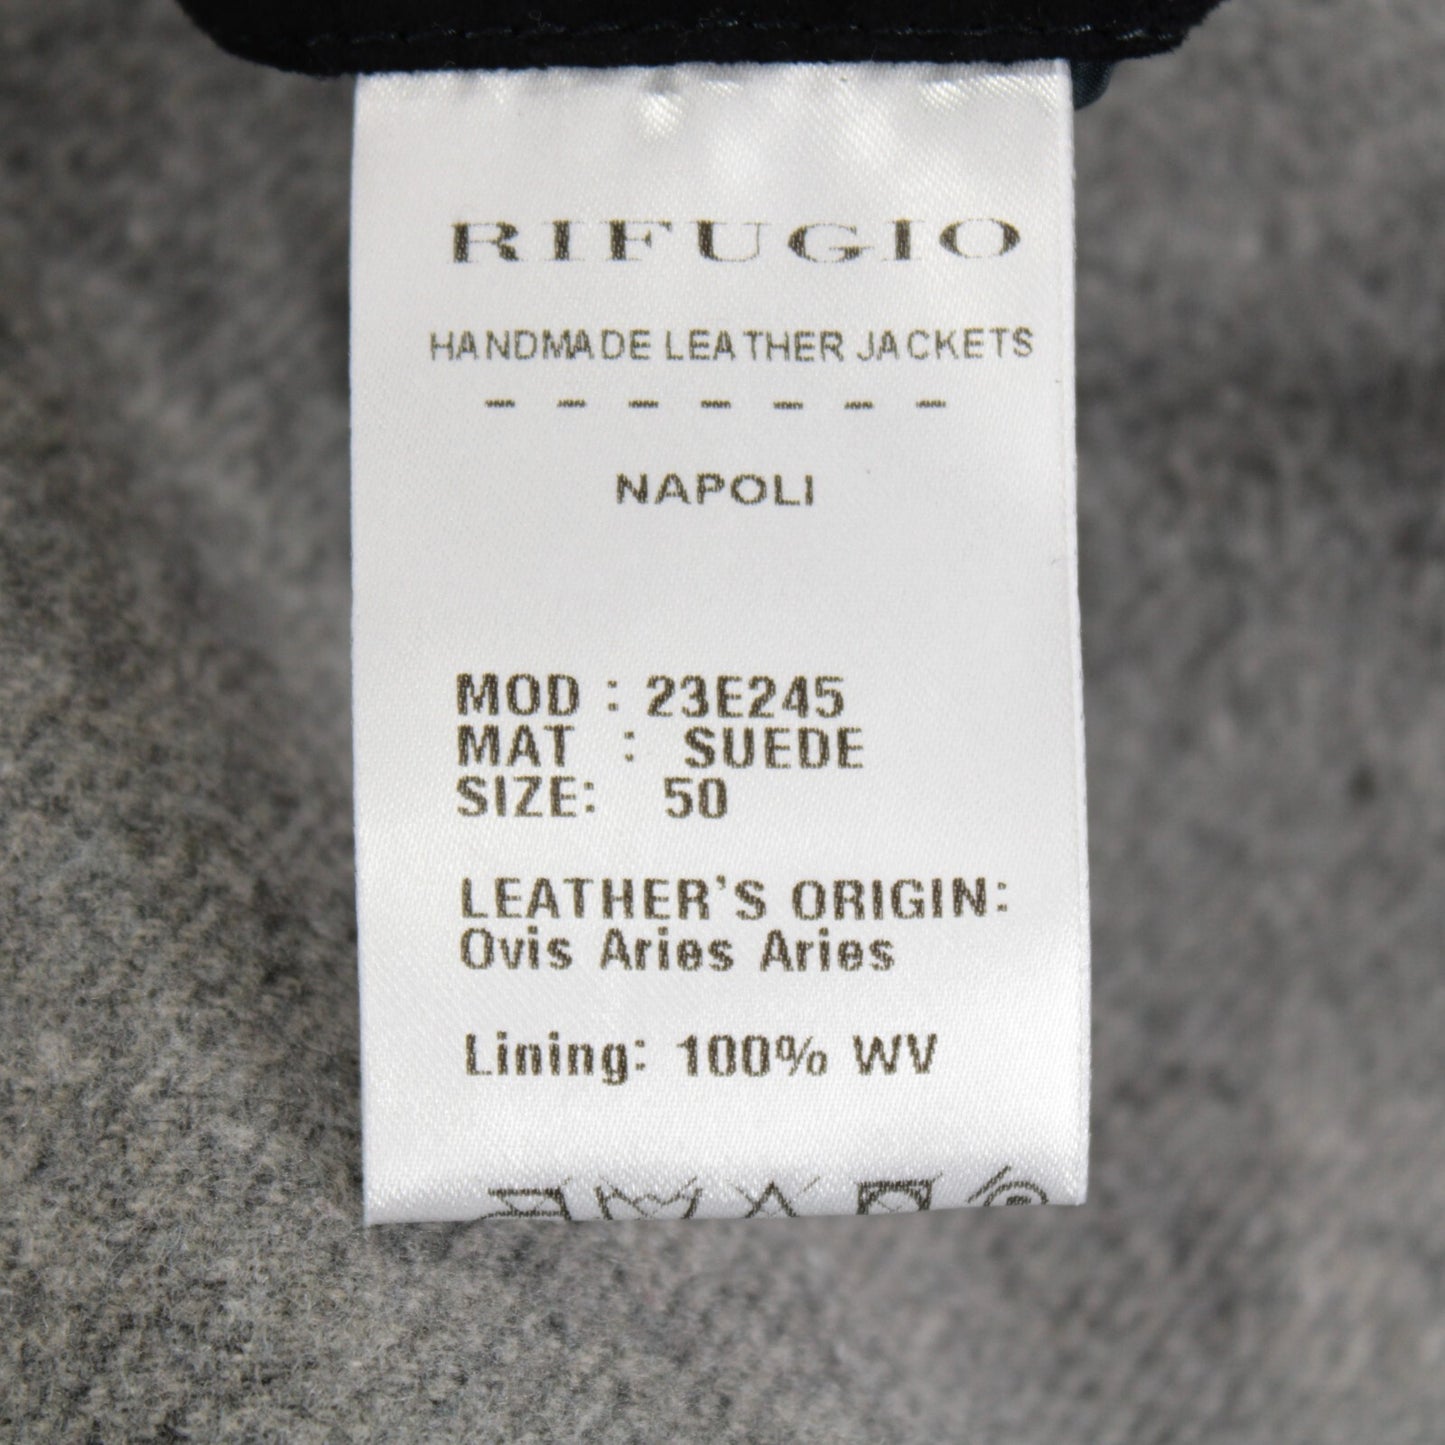 RIFUGIO
HANDMADE LEATHER JACKETS
- - - - - - -
NAPOLI
MOD : 23E245
MAT : SUEDE
SIZE: 50
LEATHER'S ORIGIN:
Ovis Aries Aries
Lining: 100% WV